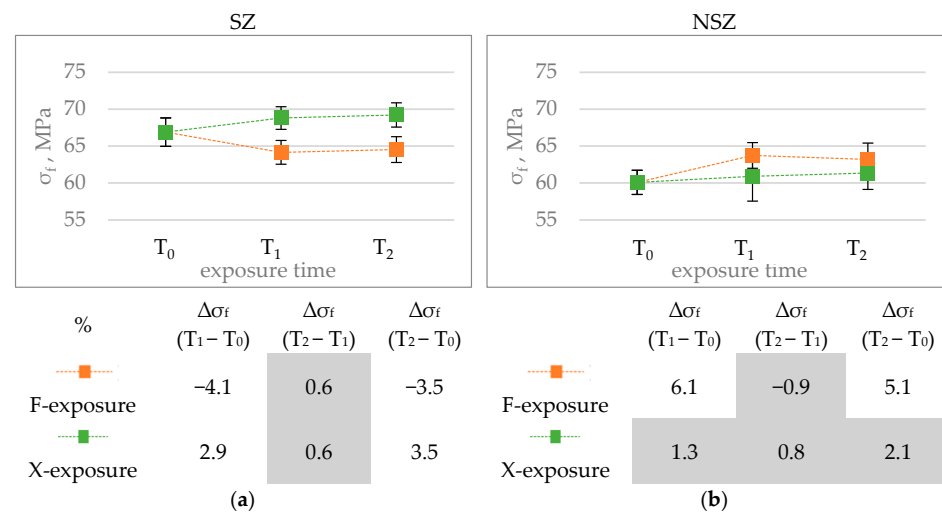 SZ
σf , MPa
75
70
65
60
55
T0 T1 T2
exposure time
% Δσf (T1 – T0) Δσf (T2 – T1) Δσf (T2 – T0)
F-exposure −4.1 0.6 −3.5
X-exposure 2.9 0.6 3.5
(a)
NSZ
σf , MPa
75
70
65
60
55
T0 T1 T2
exposure time
Δσf (T1 – T0) Δσf (T2 – T1) Δσf (T2 – T0)
6.1 −0.9 5.1
1.3 0.8 2.1
(b)